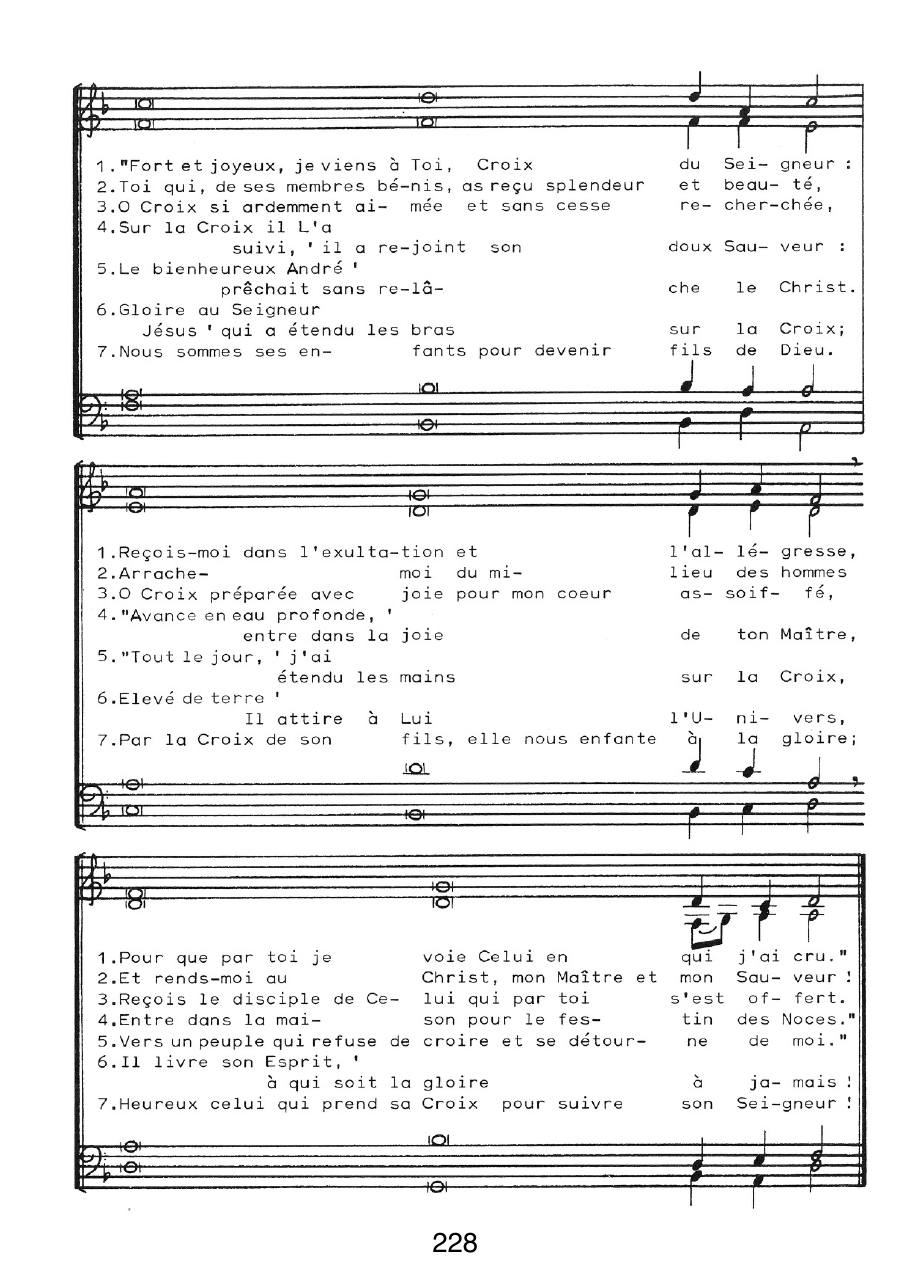 1."Fort et joyeux, je viens à Toi, Croix du Sei- gneur :
2.Toi qui, de ses membres bé-nis, as reçu splendeur et beau- té,
3.O Croix si ardemment ai- mée et sans cesse re- cher-chée,
4.Sur la Croix il L'a
suivi, ' il a re-joint son doux Sau- veur :
5.Le bienheureux André '
prêchait sans re-lâ- che le Christ.
6.Gloire au Seigneur
Jésus ' qui a étendu les bras sur la Croix;
7.Nous sommes ses en- fants pour devenir fils de Dieu.
1.Reçois-moi dans l'exulta-tion et l'al- lé- gresse,
2.Arrache- moi du mi- lieu des hommes
3.O Croix préparée avec joie pour mon coeur as- soif- fé,
4."Avance en eau profonde, '
entre dans la joie de ton Maître,
5."Tout le jour, ' j'ai
étendu les mains sur la Croix,
6.Elevé de terre '
Il attire à Lui l'U- ni- vers,
7.Par la Croix de son fils, elle nous enfante à la gloire;
1.Pour que par toi je voie Celui en qui j'ai cru."
2.Et rends-moi au Christ, mon Maître et mon Sau- veur !
3.Reçois le disciple de Ce- lui qui par toi s'est of- fert.
4.Entre dans la mai- son pour le fes- tin des Noces."
5.Vers un peuple qui refuse de croire et se détour- ne de moi."
6.Il livre son Esprit, '
à qui soit la gloire à ja- mais !
7.Heureux celui qui prend sa Croix pour suivre son Sei-gneur !
228